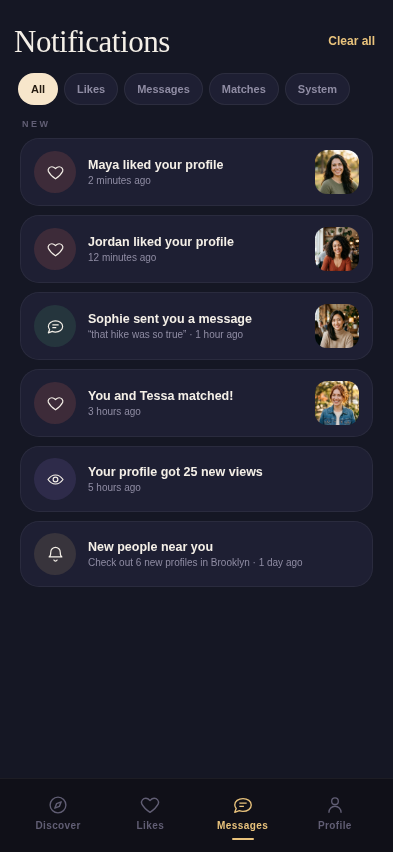 Notifications
Clear all
All
Likes
Messages
Matches
System
NEW
Maya liked your profile
2 minutes ago
Jordan liked your profile
12 minutes ago
Sophie sent you a message
“that hike was so true” · 1 hour ago
You and Tessa matched!
3 hours ago
Your profile got 25 new views
5 hours ago
New people near you
Check out 6 new profiles in Brooklyn · 1 day ago
Discover
Likes
Messages
Profile